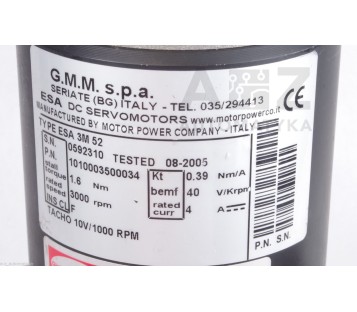 G.M.M. s.p.a.
SERIATE (BG) ITALY - TEL. 035/294413
ESA DC SERVOMOTORS www.motorpowerco.it
MANUFACTURED BY MOTOR POWER COMPANY - ITALY
TYPE ESA 3M 52
S.N. 0592310 TESTED 08-2005
P.N. 1010003500034
stall torque 1.6 Nm Kt 0.39 Nm/A
rated speed 3000 rpm bemf 40 V/Krpm
INS CL F rated curr 4 A
TACHO 10V/1000 RPM
CE
P.N. S.N.